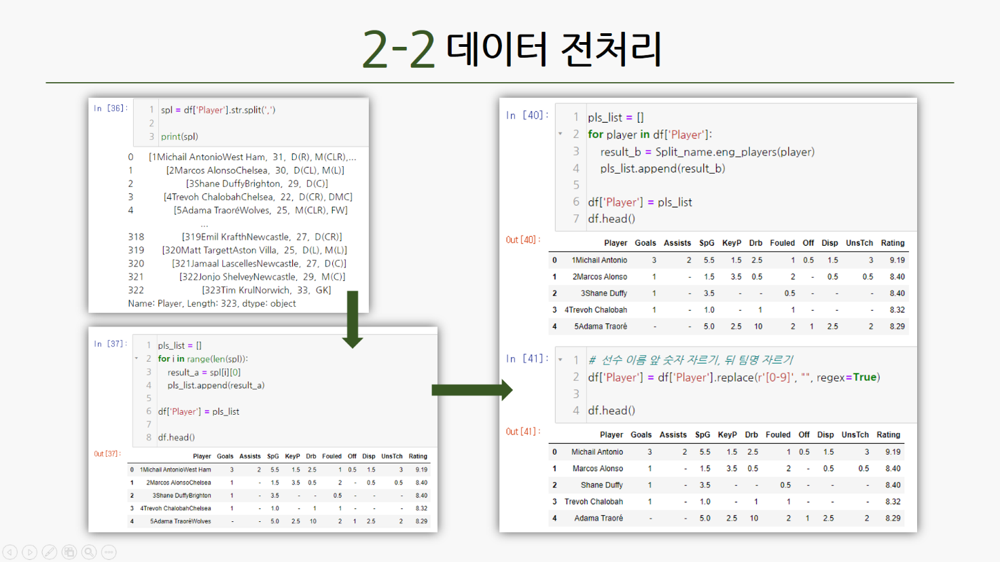 2-2 데이터 전처리
In [36]:
1 spl = df['Player'].str.split(',')
2
3 print(spl)
0 [1Michail AntonioWest Ham, 31, D(R), M(CLR),...
1 [2Marcos AlonsoChelsea, 30, D(CL), M(L)]
2 [3Shane DuffyBrighton, 29, D(C)]
3 [4Trevoh ChalobahChelsea, 22, D(CR), DMC]
4 [5Adama TraoréWolves, 25, M(CLR), FW]
...
318 [319Emil KrafthNewcastle, 27, D(CR)]
319 [320Matt TargettAston Villa, 25, D(L), M(L)]
320 [321Jamaal LascellesNewcastle, 27, D(C)]
321 [322Jonjo ShelveyNewcastle, 29, M(C)]
322 [323Tim KrulNorwich, 33, GK]
Name: Player, Length: 323, dtype: object
In [37]:
1 pls_list = []
2 for i in range(len(spl)):
3 result_a = spl[i][0]
4 pls_list.append(result_a)
5
6 df['Player'] = pls_list
7
8 df.head()
Out[37]:
Player Goals Assists SpG KeyP Drb Fouled Off Disp UnsTch Rating
0 1Michail AntonioWest Ham 3 2 5.5 1.5 2.5 1 0.5 1.5 3 9.19
1 2Marcos AlonsoChelsea 1 - 1.5 3.5 0.5 2 - 0.5 0.5 8.40
2 3Shane DuffyBrighton 1 - 3.5 - - 0.5 - - - 8.40
3 4Trevoh ChalobahChelsea 1 - 1.0 - 1 1 - - - 8.32
4 5Adama TraoréWolves - - 5.0 2.5 10 2 1 2.5 2 8.29
In [40]:
1 pls_list = []
2 for player in df['Player']:
3 result_b = Split_name.eng_players(player)
4 pls_list.append(result_b)
5
6 df['Player'] = pls_list
7 df.head()
Out[40]:
Player Goals Assists SpG KeyP Drb Fouled Off Disp UnsTch Rating
0 1Michail Antonio 3 2 5.5 1.5 2.5 1 0.5 1.5 3 9.19
1 2Marcos Alonso 1 - 1.5 3.5 0.5 2 - 0.5 0.5 8.40
2 3Shane Duffy 1 - 3.5 - - 0.5 - - - 8.40
3 4Trevoh Chalobah 1 - 1.0 - 1 1 - - - 8.32
4 5Adama Traoré - - 5.0 2.5 10 2 1 2.5 2 8.29
In [41]:
1 # 선수 이름 앞 숫자 자르기, 뒤 팀명 자르기
2 df['Player'] = df['Player'].replace(r'[0-9]', "", regex=True)
3
4 df.head()
Out[41]:
Player Goals Assists SpG KeyP Drb Fouled Off Disp UnsTch Rating
0 Michail Antonio 3 2 5.5 1.5 2.5 1 0.5 1.5 3 9.19
1 Marcos Alonso 1 - 1.5 3.5 0.5 2 - 0.5 0.5 8.40
2 Shane Duffy 1 - 3.5 - - 0.5 - - - 8.40
3 Trevoh Chalobah 1 - 1.0 - 1 1 - - - 8.32
4 Adama Traoré - - 5.0 2.5 10 2 1 2.5 2 8.29